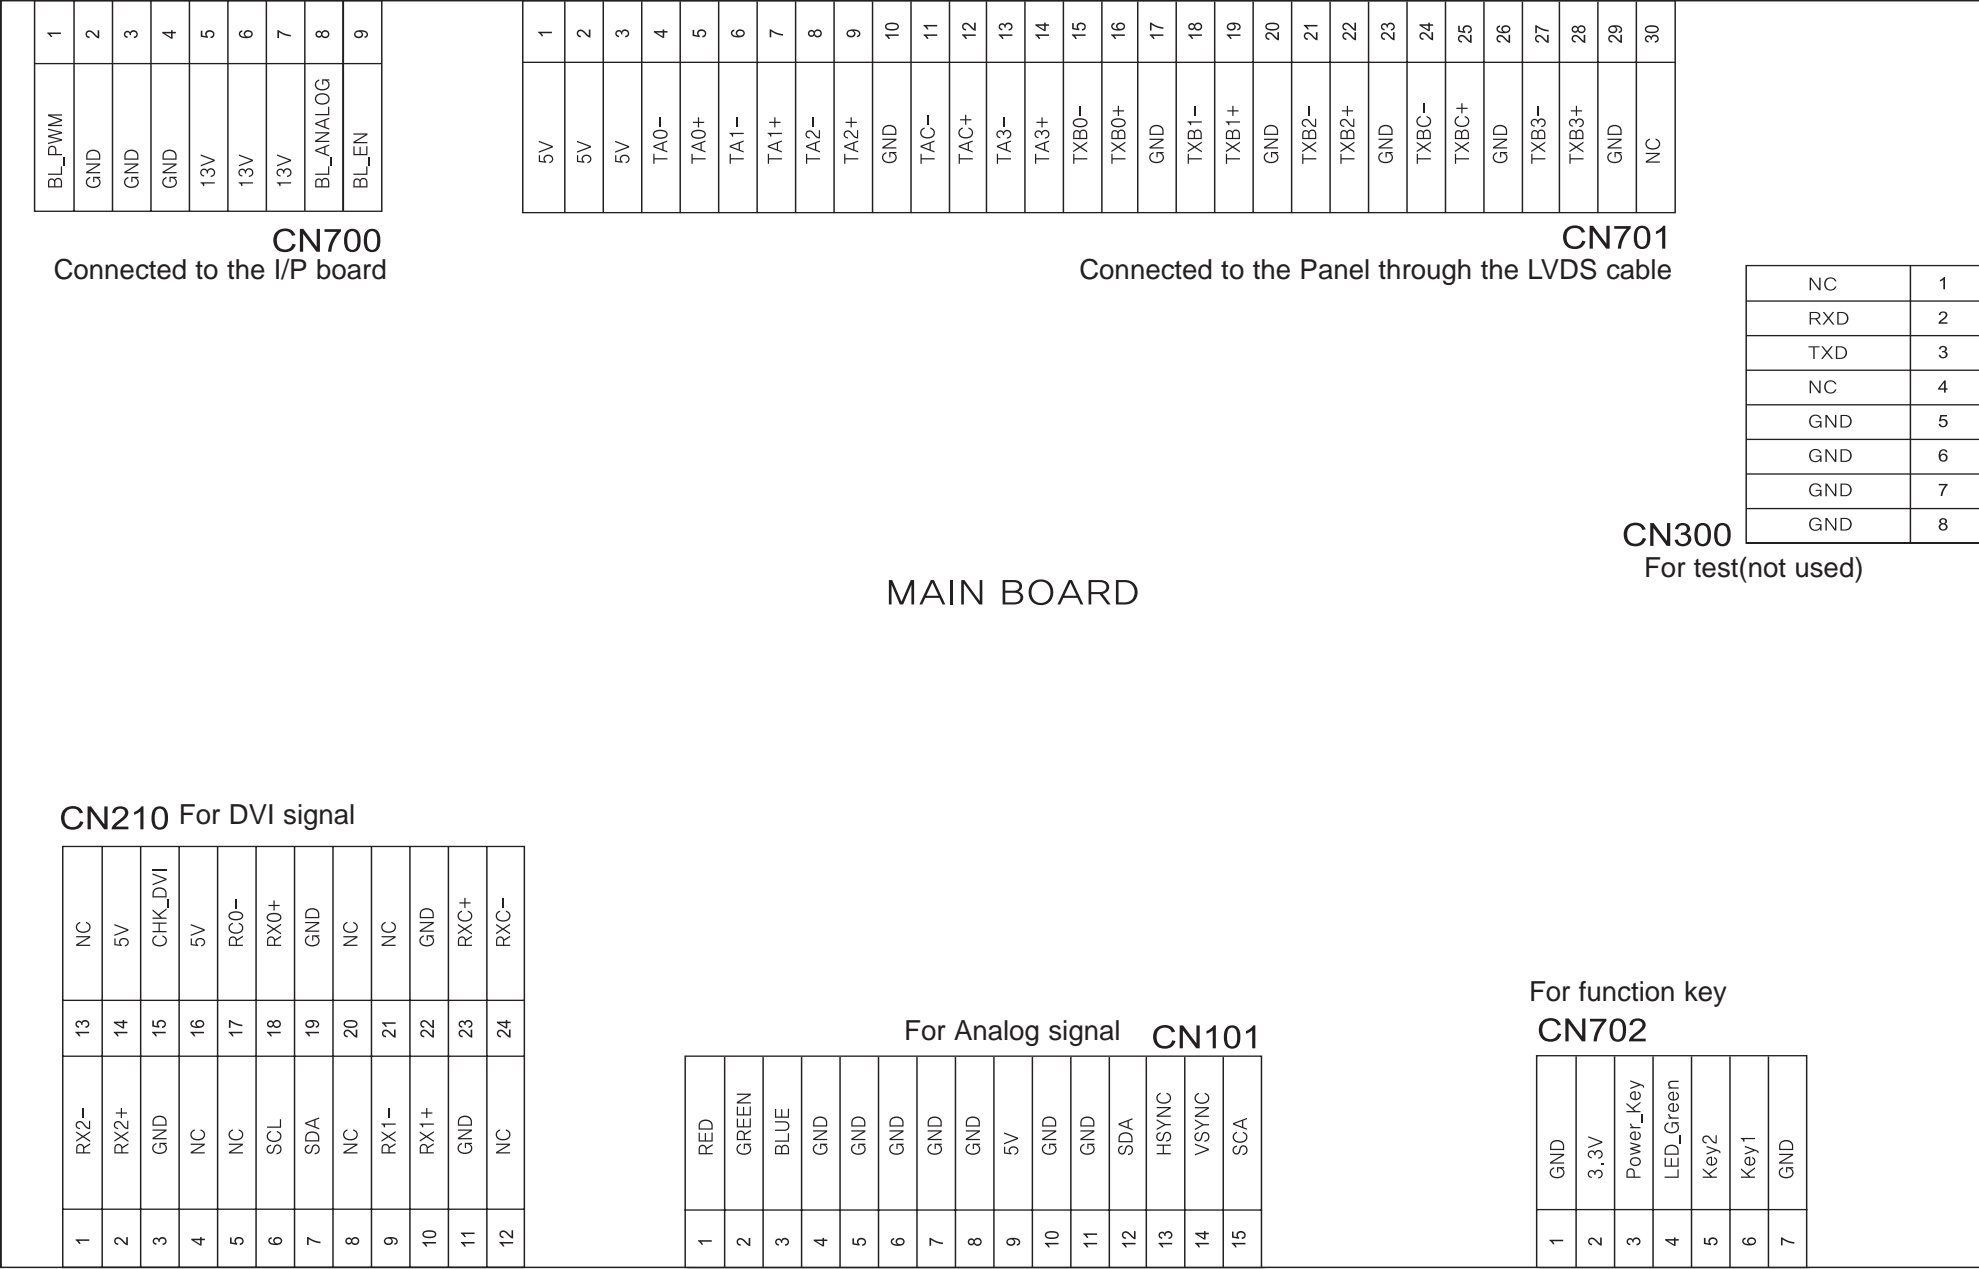 1 2 3 4 5 6 7 8 9
BL_PWM GND GND GND 13V 13V 13V BL_ANALOG BL_EN
CN700
Connected to the I/P board
1 2 3 4 5 6 7 8 9 10 11 12 13 14 15 16 17 18 19 20 21 22 23 24 25 26 27 28 29 30
5V 5V 5V TA0- TA0+ TA1- TA1+ TA2- TA2+ GND TAC- TAC+ TA3- TA3+ TXB0- TXB0+ GND TXB1- TXB1+ GND TXB2- TXB2+ GND TXBC- TXBC+ GND TXB3- TXB3+ GND NC
CN701
Connected to the Panel through the LVDS cable
NC 1
RXD 2
TXD 3
NC 4
GND 5
GND 6
GND 7
GND 8
CN300
For test(not used)
MAIN BOARD
CN210 For DVI signal
NC 5V CHK_DVI 5V RC0- RX0+ GND NC NC GND RXC+ RXC-
13 14 15 16 17 18 19 20 21 22 23 24
RX2- RX2+ GND NC NC SCL SDA NC RX1- RX1+ GND NC
1 2 3 4 5 6 7 8 9 10 11 12
For Analog signal CN101
RED GREEN BLUE GND GND GND GND GND 5V GND GND SDA HSYNC VSYNC SCA
1 2 3 4 5 6 7 8 9 10 11 12 13 14 15
For function key
CN702
GND 3.3V Power_Key LED_Green Key2 Key1 GND
1 2 3 4 5 6 7